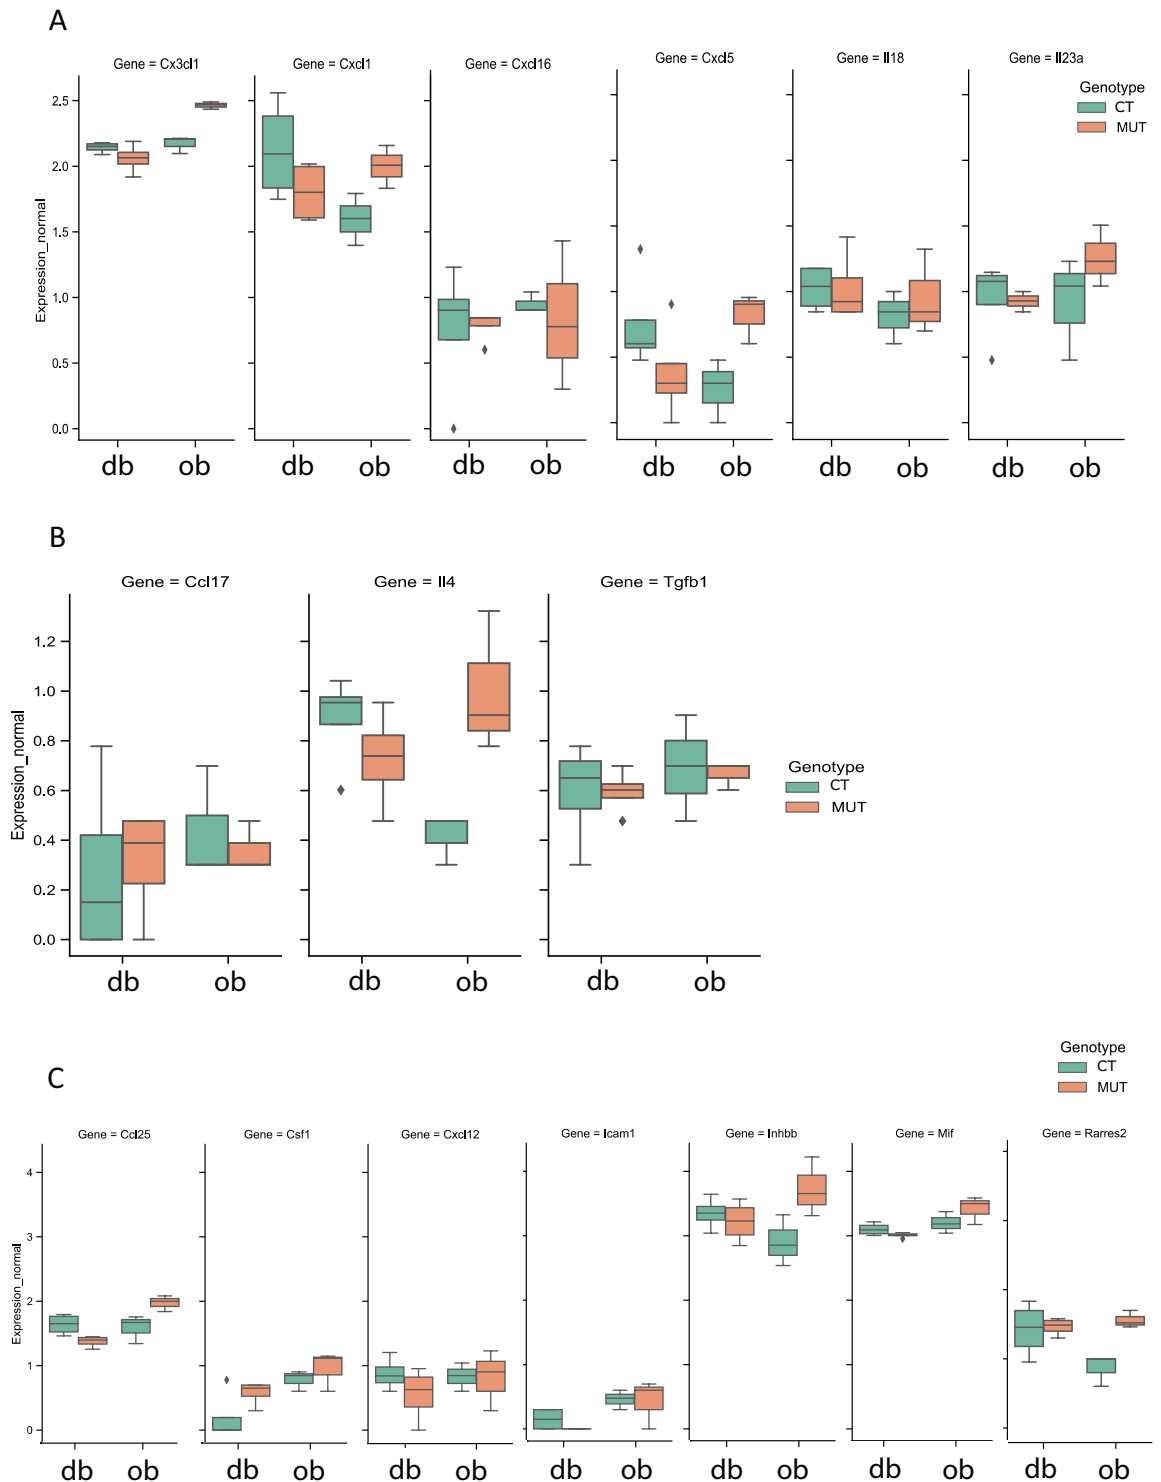 A
Gene = Cx3cl1
Gene = Cxcl1
Gene = Cxcl16
Gene = Cxcl5
Gene = Il18
Gene = Il23a
Genotype
CT
MUT
Expression_normal
2.5
2.0
1.5
1.0
0.5
0.0
db ob
db ob
db ob
db ob
db ob
db ob
B
Gene = Ccl17
Gene = Il4
Gene = Tgfb1
Expression_normal
1.2
1.0
0.8
0.6
0.4
0.2
0.0
Genotype
CT
MUT
db ob
db ob
db ob
Genotype
CT
MUT
C
Gene = Ccl25
Gene = Csf1
Gene = Cxcl12
Gene = Icam1
Gene = Inhbb
Gene = Mif
Gene = Rarres2
Expression_normal
4
3
2
1
0
db ob
db ob
db ob
db ob
db ob
db ob
db ob